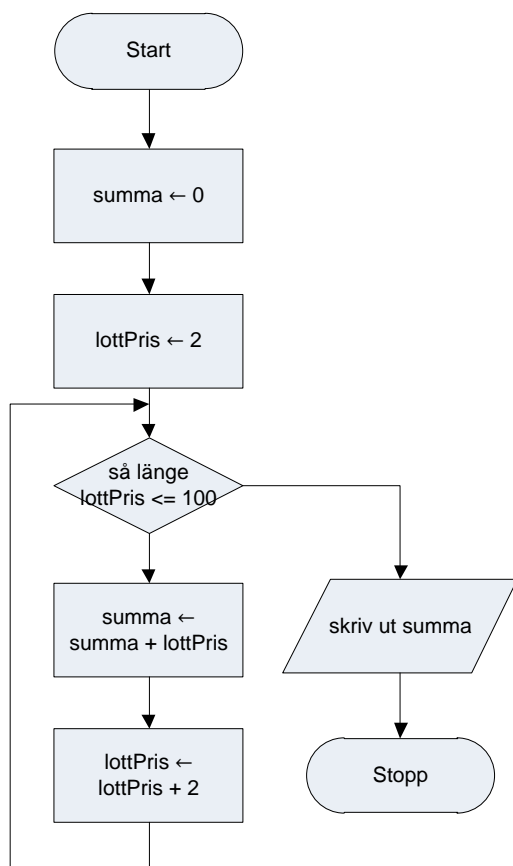 Start
summa ← 0
lottPris ← 2
så länge
lottPris <= 100
summa ←
summa + lottPris
lottPris ←
lottPris + 2
skriv ut summa
Stopp